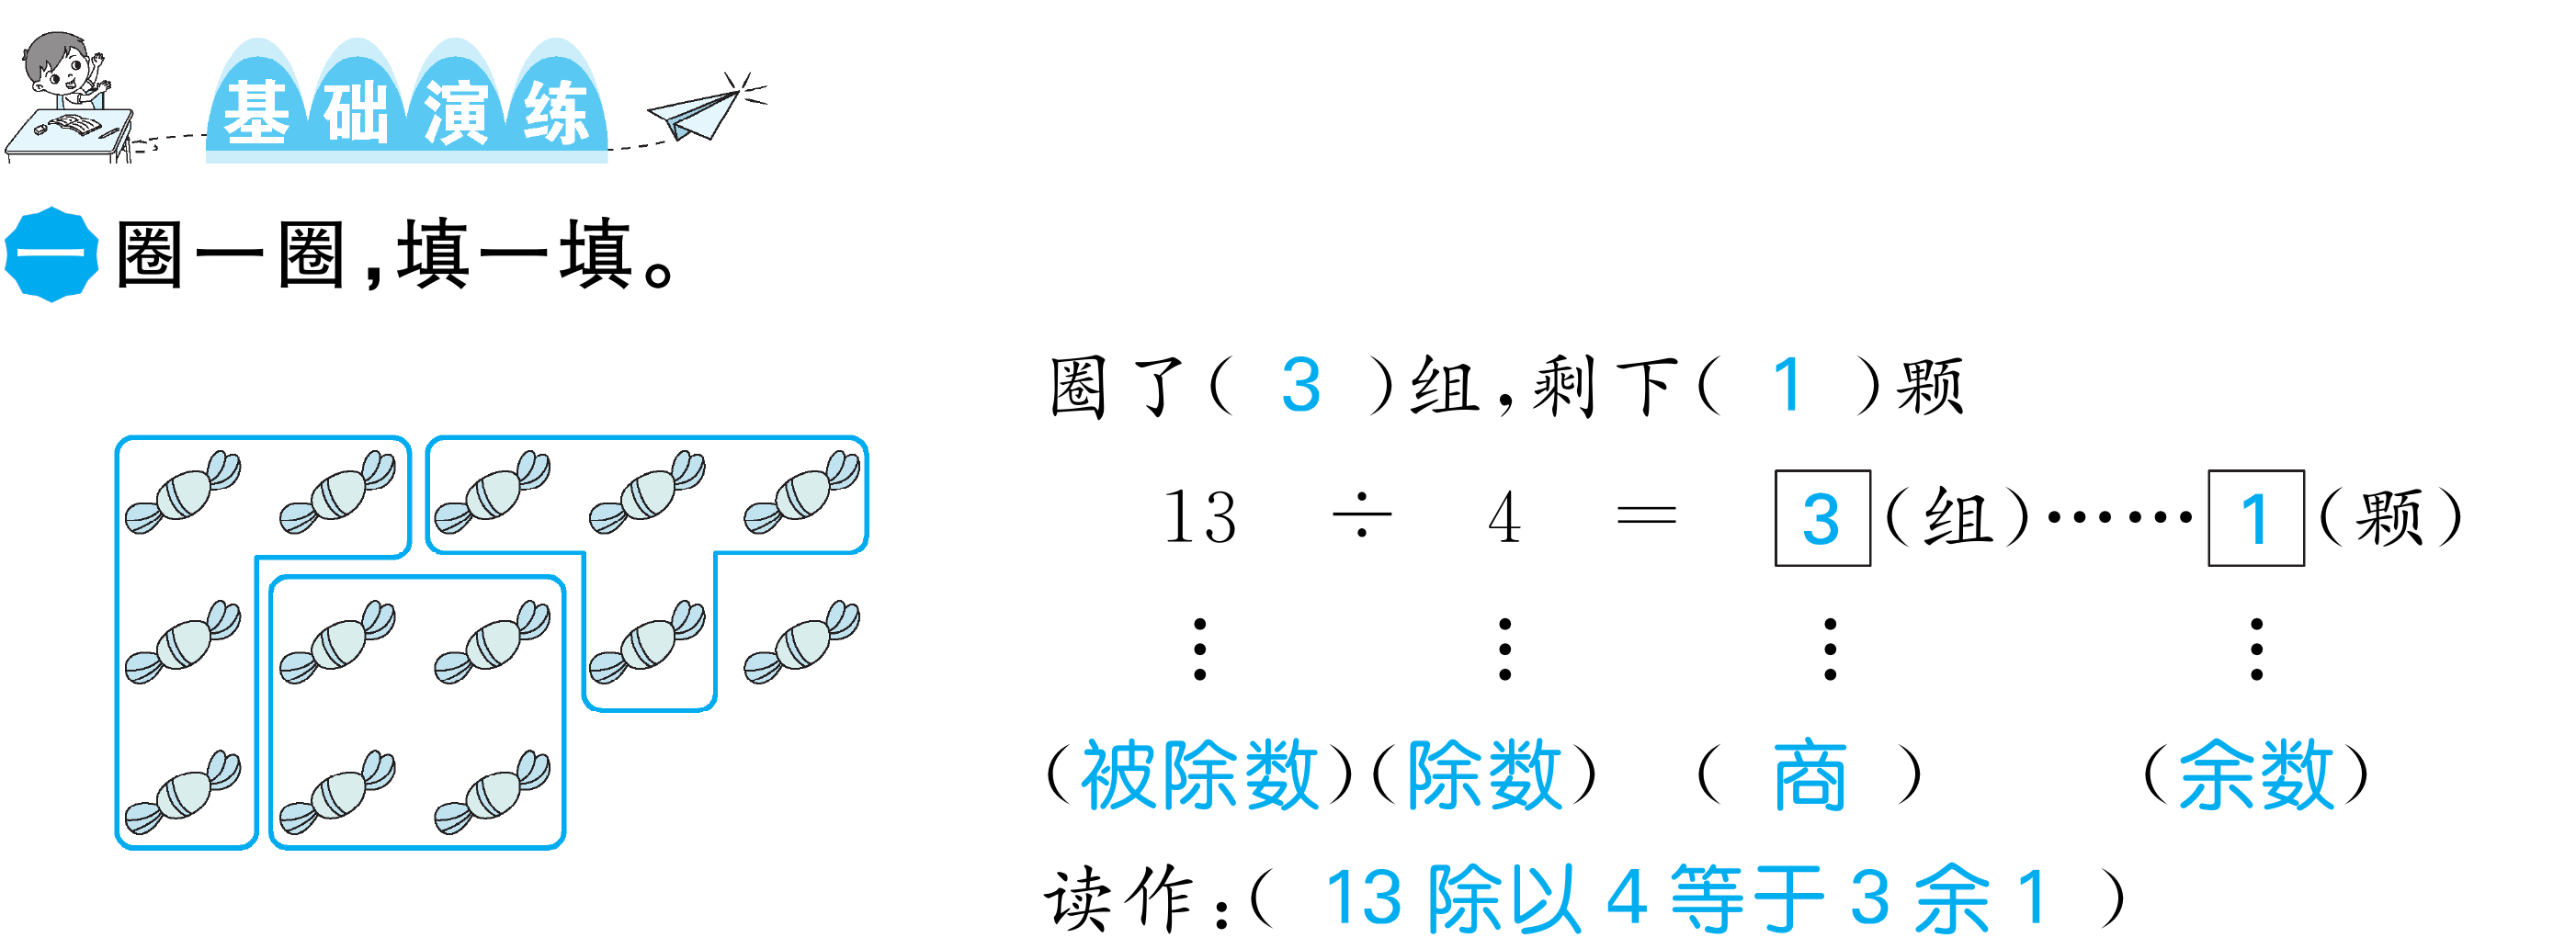 基础演练
一 圈一圈,填一填。
圈了( 3 )组,剩下( 1 )颗
13 ÷ 4 = 3(组)……1(颗)
(被除数)(除数) ( 商 ) (余数)
读作:( 13 除以 4 等于 3 余 1 )